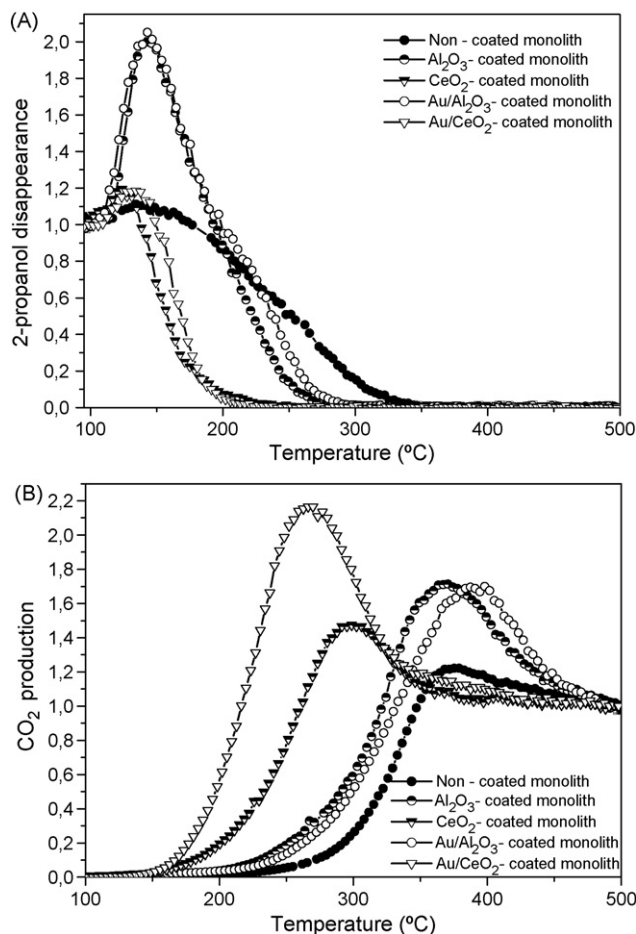 (A)
2,0
1,8
1,6
1,4
1,2
1,0
0,8
0,6
0,4
0,2
0,0
2-propanol disappearance
Non - coated monolith
Al₂O₃- coated monolith
CeO₂- coated monolith
Au/Al₂O₃- coated monolith
Au/CeO₂- coated monolith
100 200 300 400 500
Temperature (ºC)
(B)
2,2
2,0
1,8
1,6
1,4
1,2
1,0
0,8
0,6
0,4
0,2
0,0
CO₂ production
Non - coated monolith
Al₂O₃- coated monolith
CeO₂- coated monolith
Au/Al₂O₃- coated monolith
Au/CeO₂- coated monolith
100 200 300 400 500
Temperature (ºC)